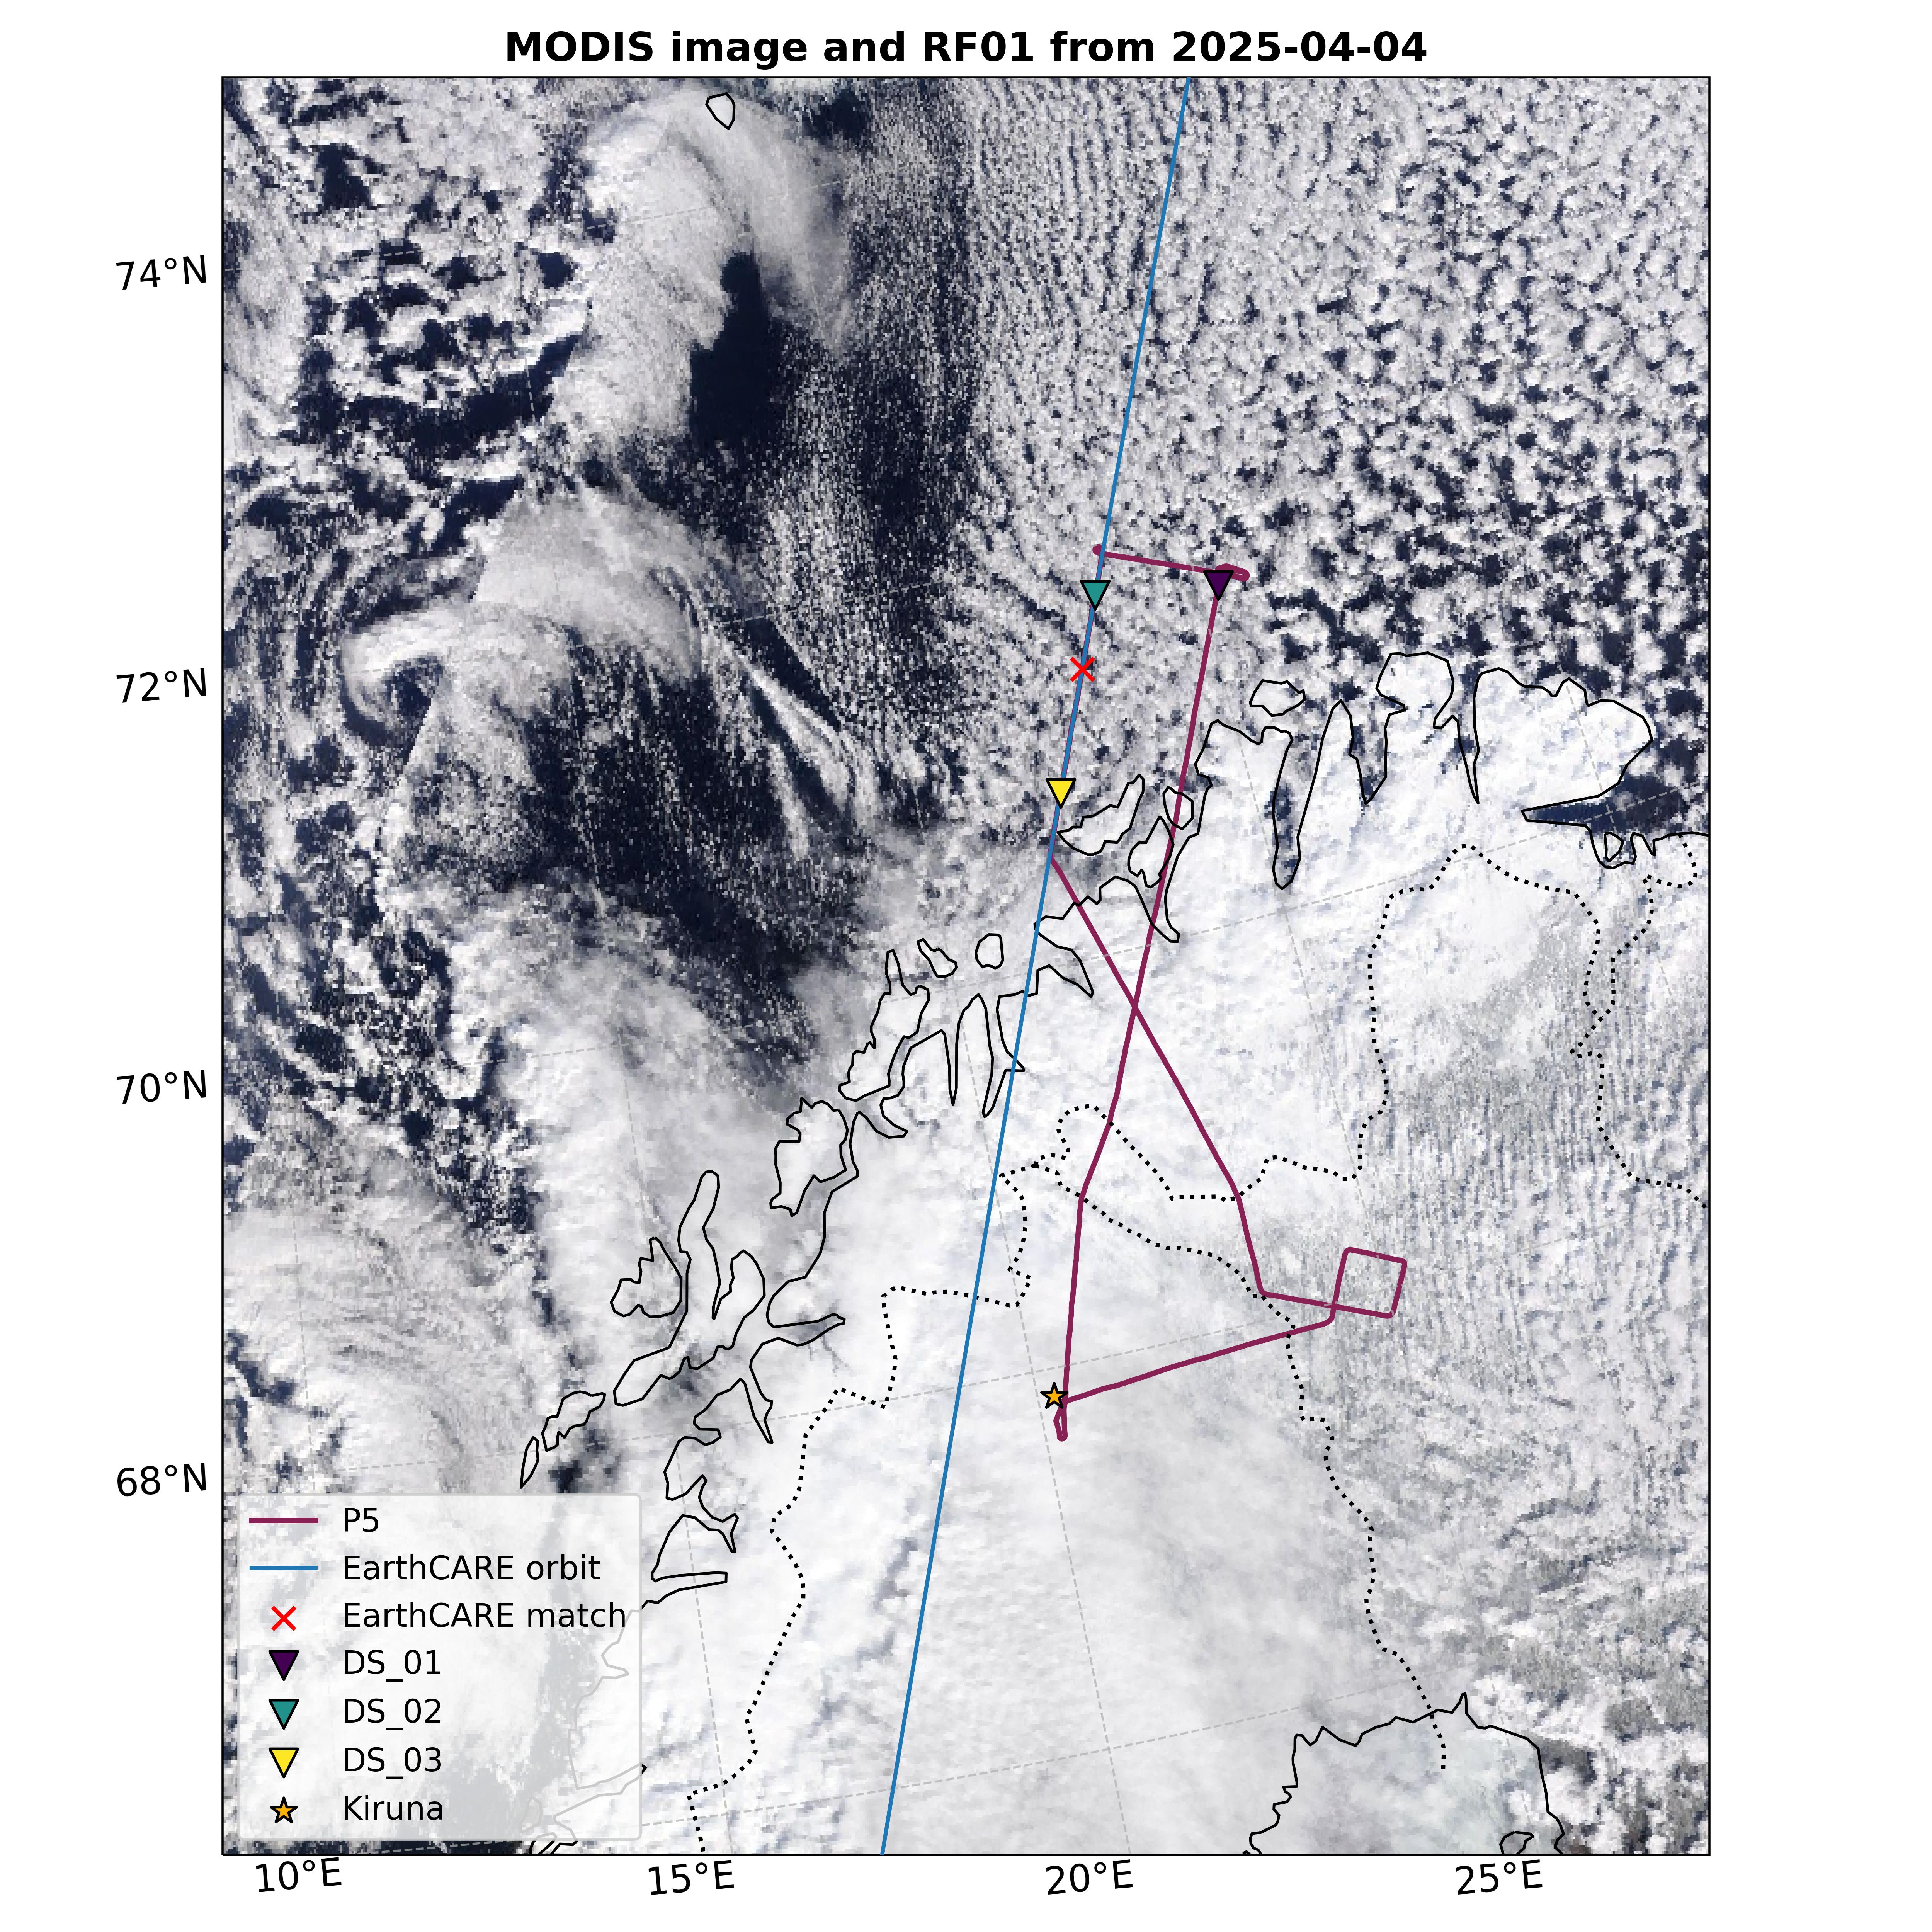 MODIS image and RF01 from 2025-04-04
74°N
72°N
70°N
68°N
P5
EarthCARE orbit
EarthCARE match
DS_01
DS_02
DS_03
Kiruna
10°E
15°E
20°E
25°E